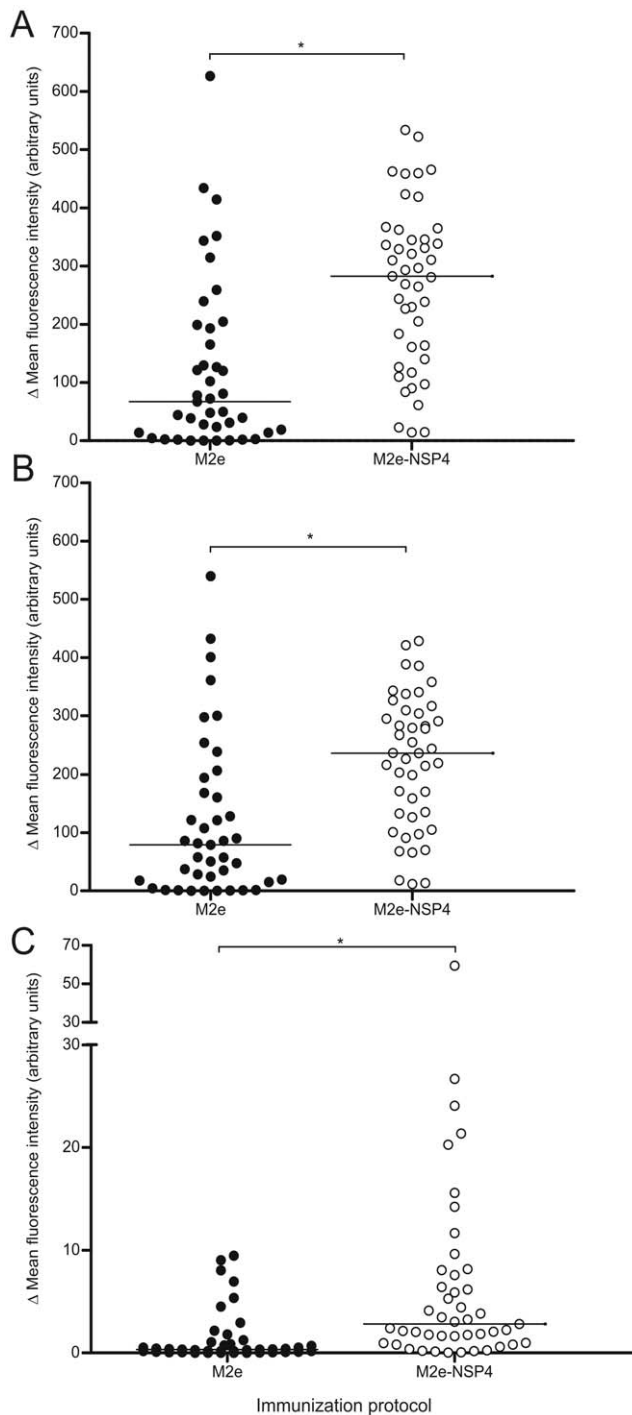 A
Δ Mean fluorescence intensity (arbitrary units)
700
600
500
400
300
200
100
0
*
M2e
M2e-NSP4
B
Δ Mean fluorescence intensity (arbitrary units)
700
600
500
400
300
200
100
0
*
M2e
M2e-NSP4
C
Δ Mean fluorescence intensity (arbitrary units)
70
50
30
30
20
10
0
*
M2e
M2e-NSP4
Immunization protocol